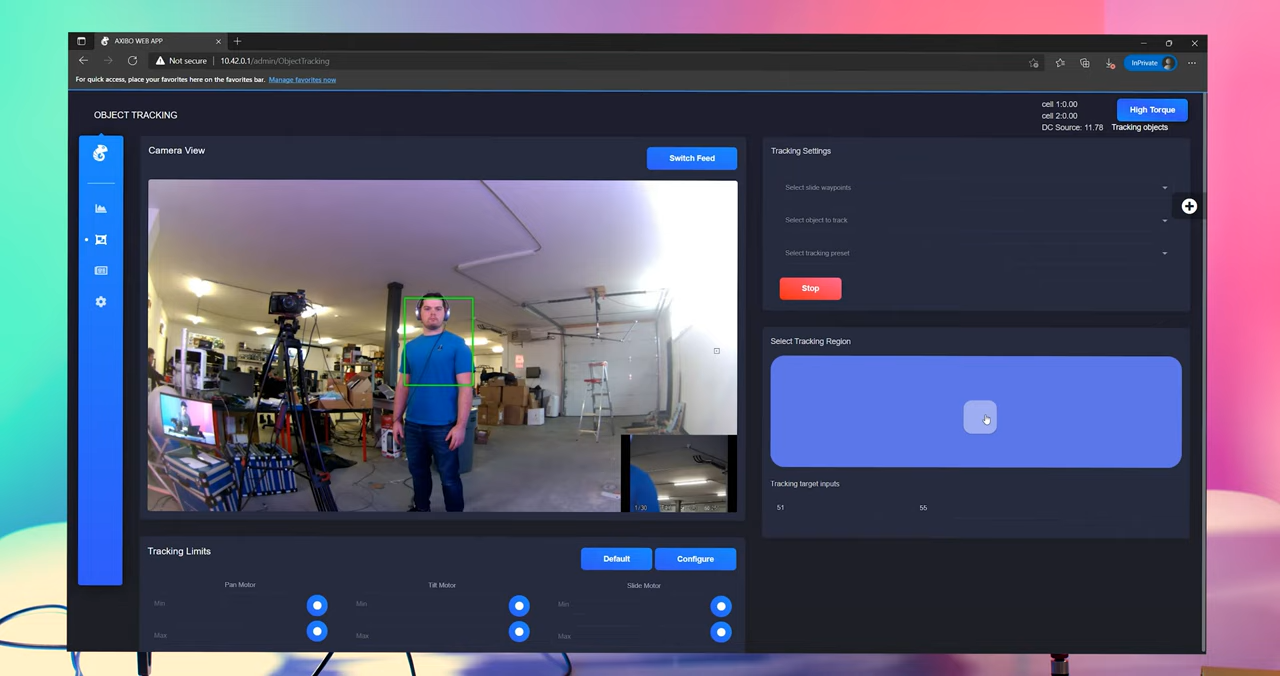 AXIBO WEB APP
Not secure
10.42.0.1/admin/ObjectTracking
InPrivate
For quick access, place your favorites here on the favorites bar. Manage favorites now
OBJECT TRACKING
cell 1:0.00
cell 2:0.00
DC Source: 11.78
High Torque
Tracking objects
Camera View
Switch Feed
1/30
Tracking Settings
Select slide waypoints
Select object to track
Select tracking preset
Stop
Select Tracking Region
Tracking target inputs
51
55
Tracking Limits
Default
Configure
Pan Motor
Tilt Motor
Slide Motor
Min
Min
Min
Max
Max
Max